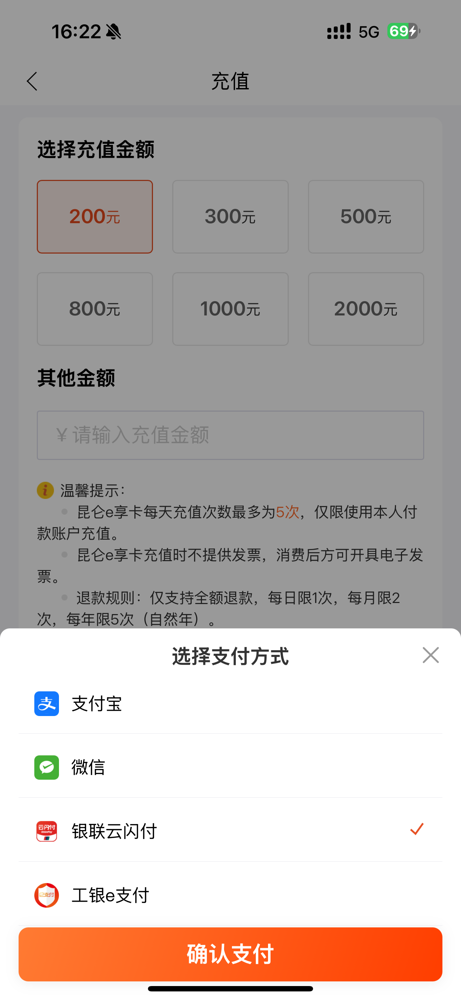 16:22
5G
69
充值
选择充值金额
200元
300元
500元
800元
1000元
2000元
其他金额
¥ 请输入充值金额
温馨提示：
昆仑e享卡每天充值次数最多为5次，仅限使用本人付
款账户充值。
昆仑e享卡充值时不提供发票，消费后方可开具电子发
票。
退款规则：仅支持全额退款，每日限1次，每月限2
次，每年限5次（自然年）。
选择支付方式
支 支付宝
微信
云闪付
UnionPay
银联云闪付
e支付
工银e支付
确认支付